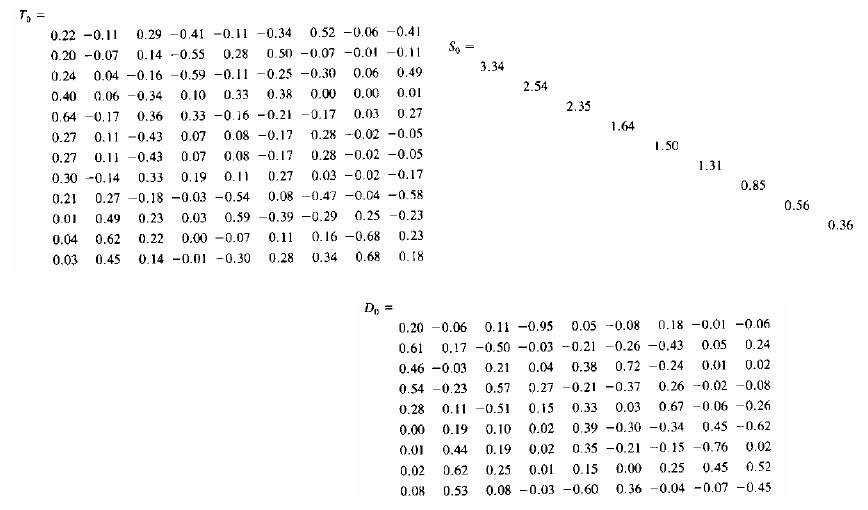 T₀ =
0.22 −0.11 0.29 −0.41 −0.11 −0.34 0.52 −0.06 −0.41
0.20 −0.07 0.14 −0.55 0.28 0.50 −0.07 −0.01 −0.11
0.24 0.04 −0.16 −0.59 −0.11 −0.25 −0.30 0.06 0.49
0.40 0.06 −0.34 0.10 0.33 0.38 0.00 0.00 0.01
0.64 −0.17 0.36 0.33 −0.16 −0.21 −0.17 0.03 0.27
0.27 0.11 −0.43 0.07 0.08 −0.17 0.28 −0.02 −0.05
0.27 0.11 −0.43 0.07 0.08 −0.17 0.28 −0.02 −0.05
0.30 −0.14 0.33 0.19 0.11 0.27 0.03 −0.02 −0.17
0.21 0.27 −0.18 −0.03 −0.54 0.08 −0.47 −0.04 −0.58
0.01 0.49 0.23 0.03 0.59 −0.39 −0.29 0.25 −0.23
0.04 0.62 0.22 0.00 −0.07 0.11 0.16 −0.68 0.23
0.03 0.45 0.14 −0.01 −0.30 0.28 0.34 0.68 0.18
S₀ =
3.34
2.54
2.35
1.64
1.50
1.31
0.85
0.56
0.36
D₀ =
0.20 −0.06 0.11 −0.95 0.05 −0.08 0.18 −0.01 −0.06
0.61 0.17 −0.50 −0.03 −0.21 −0.26 −0.43 0.05 0.24
0.46 −0.03 0.21 0.04 0.38 0.72 −0.24 0.01 0.02
0.54 −0.23 0.57 0.27 −0.21 −0.37 0.26 −0.02 −0.08
0.28 0.11 −0.51 0.15 0.33 0.03 0.67 −0.06 −0.26
0.00 0.19 0.10 0.02 0.39 −0.30 −0.34 0.45 −0.62
0.01 0.44 0.19 0.02 0.35 −0.21 −0.15 −0.76 0.02
0.02 0.62 0.25 0.01 0.15 0.00 0.25 0.45 0.52
0.08 0.53 0.08 −0.03 −0.60 0.36 −0.04 −0.07 −0.45